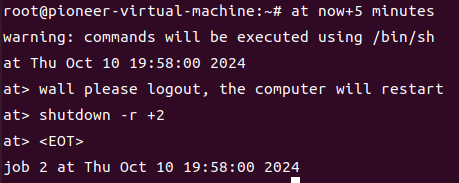 root@pioneer-virtual-machine:~# at now+5 minutes
warning: commands will be executed using /bin/sh
at Thu Oct 10 19:58:00 2024
at> wall please logout, the computer will restart
at> shutdown -r +2
at> <EOT>
job 2 at Thu Oct 10 19:58:00 2024